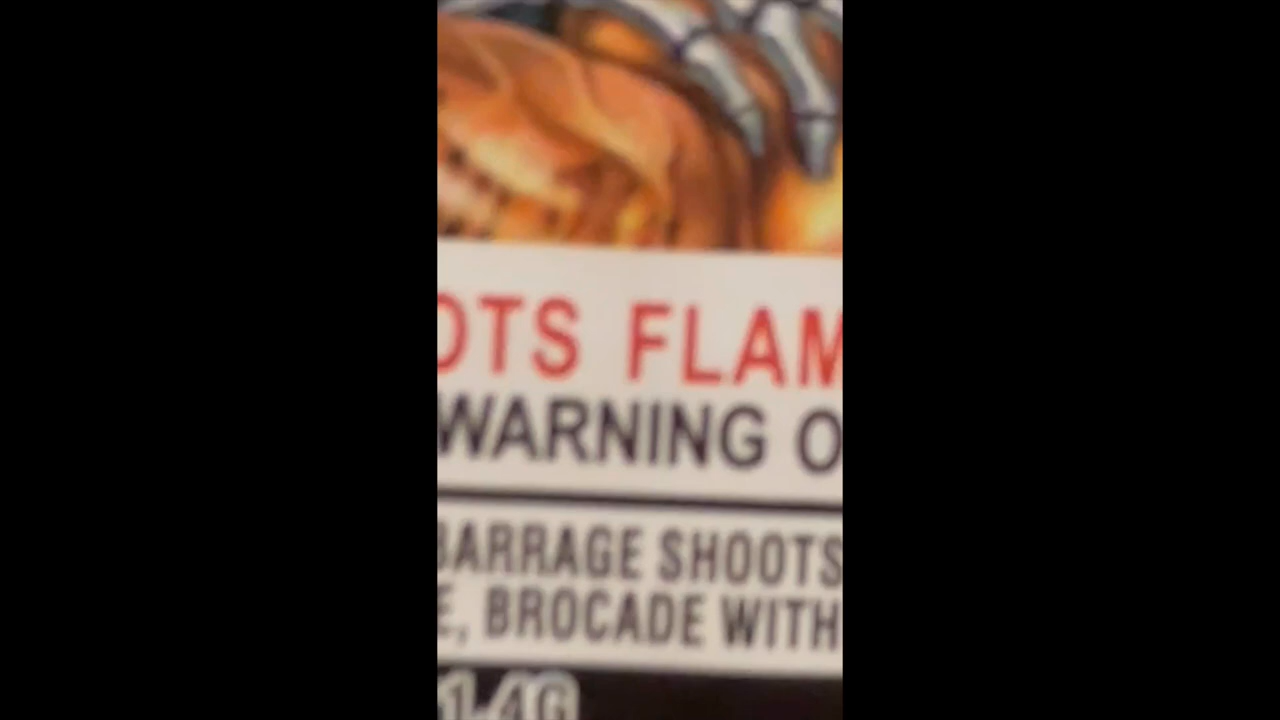 OTS FLAM
WARNING O
BARRAGE SHOOTS
E, BROCADE WITH
1.4G